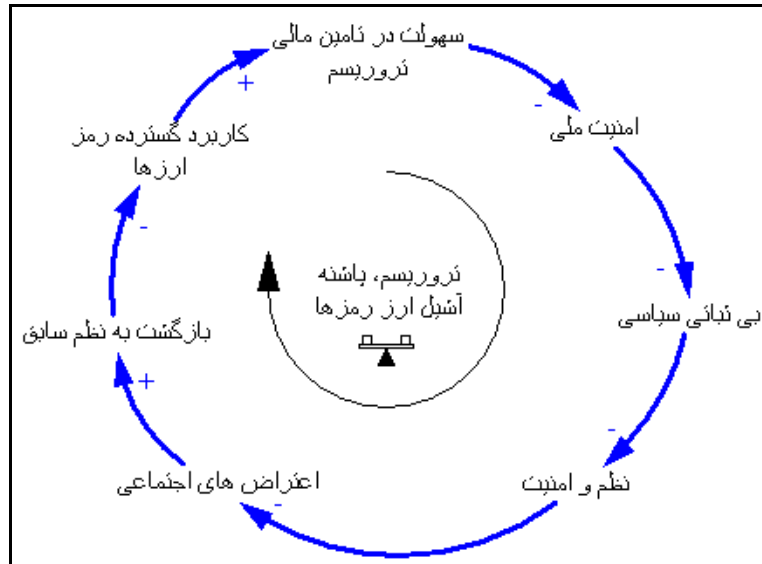 سهولت در تامین مالی
تروریسم
+
-
امنیت ملی
کاربرد گسترده رمز
ارزها
-
-
تروریسم، پاشنه
آشیل ارز رمزها
بی ثباتی سیاسی
بازگشت به نظم سابق
+
-
نظم و امنیت
اعتراض های اجتماعی
-